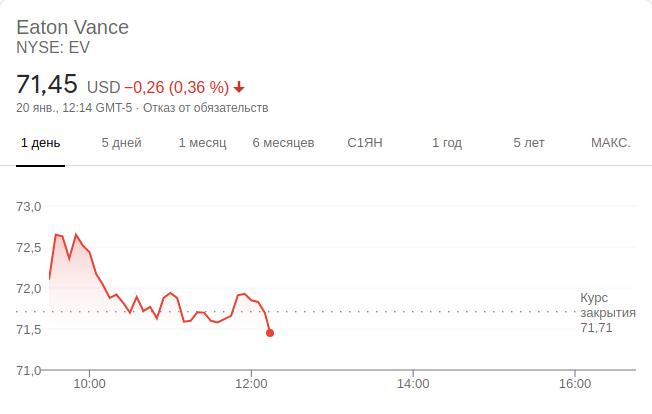 Eaton Vance
NYSE: EV
71,45 USD −0,26 (0,36 %)
20 янв., 12:14 GMT-5 · Отказ от обязательств
1 день 5 дней 1 месяц 6 месяцев С1ЯН 1 год 5 лет МАКС.
73,0
72,5
72,0
71,5
71,0
Курс
закрытия
71,71
10:00 12:00 14:00 16:00